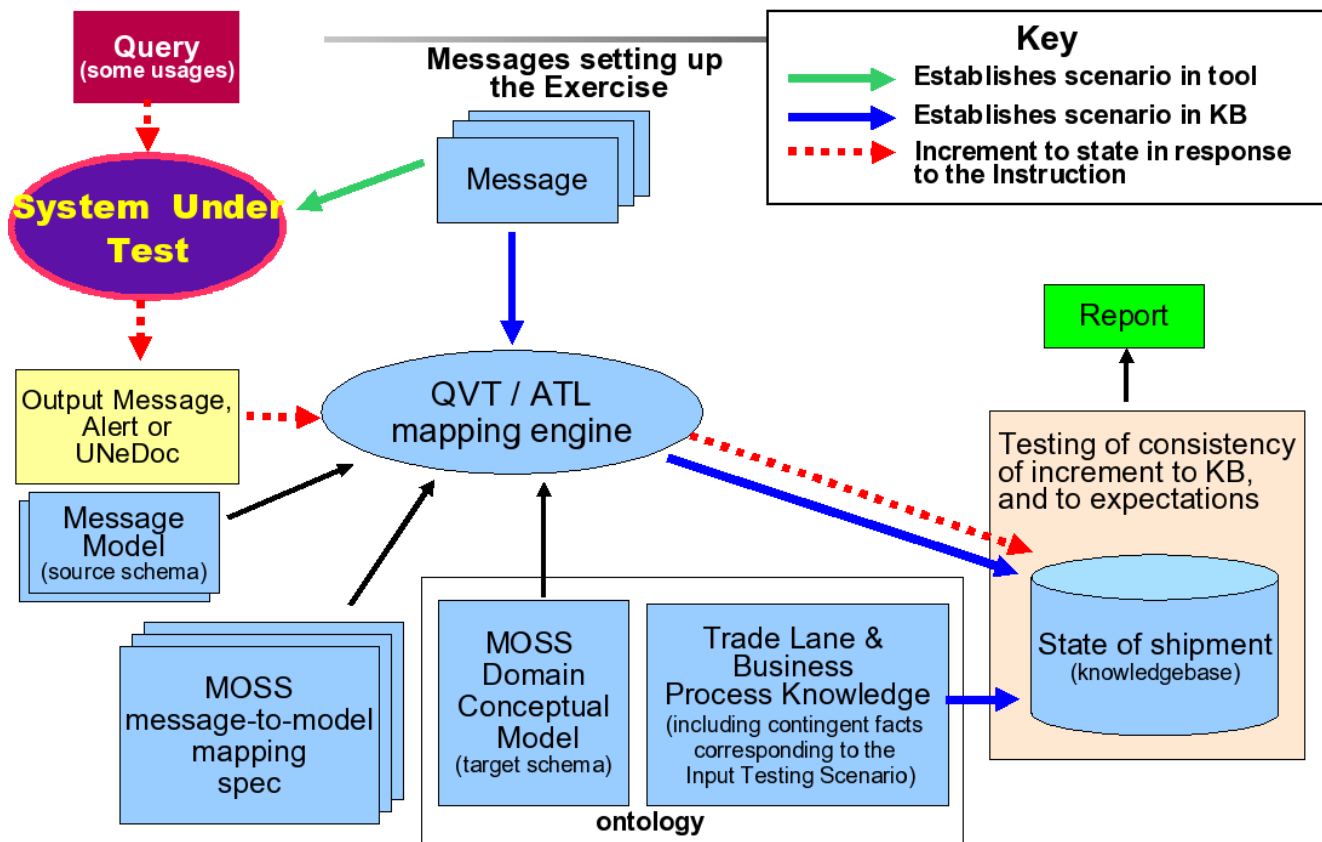 Query
(some usages)
Messages setting up
the Exercise
Key
Establishes scenario in tool
Establishes scenario in KB
Increment to state in response
to the Instruction
Message
System Under
Test
Report
Output Message,
Alert or
UNeDoc
QVT / ATL
mapping engine
Testing of consistency
of increment to KB,
and to expectations
Message
Model
(source schema)
State of shipment
(knowledgebase)
MOSS
message-to-model
mapping
spec
MOSS
Domain
Conceptual
Model
(target schema)
Trade Lane &
Business
Process Knowledge
(including contingent facts
corresponding to the
Input Testing Scenario)
ontology